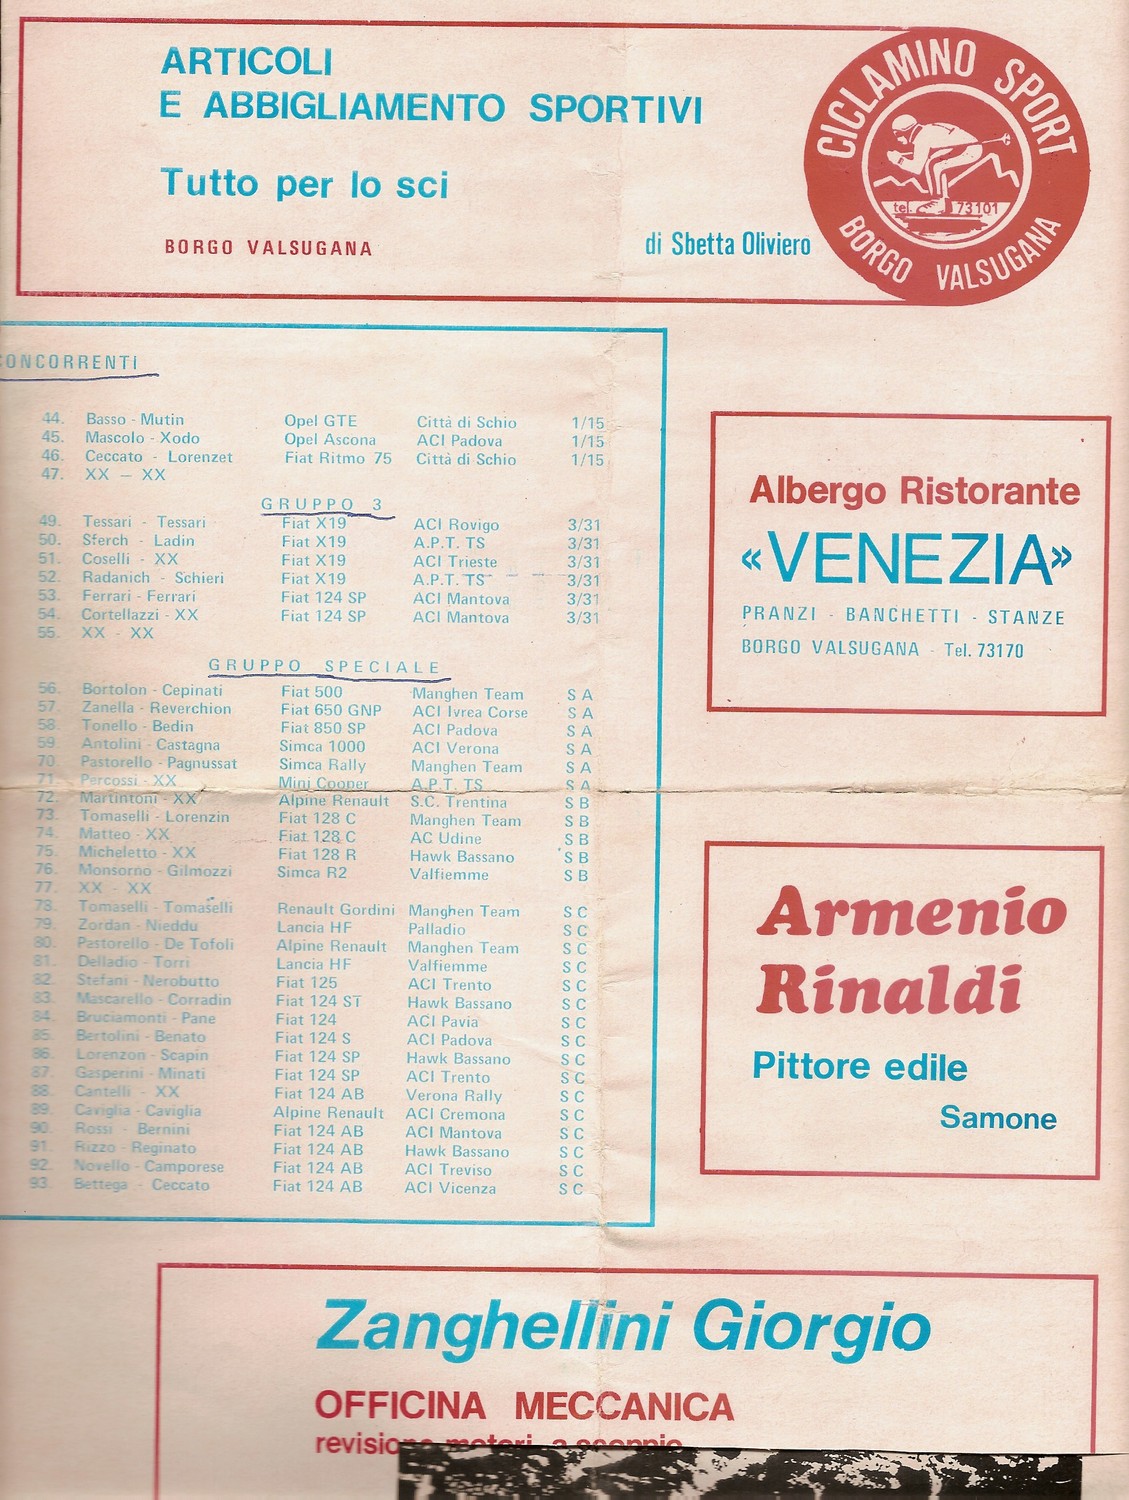 ARTICOLI
E ABBIGLIAMENTO SPORTIVI
Tutto per lo sci
BORGO VALSUGANA
di Sbetta Oliviero
CICLAMINO SPORT
tel. 73101
BORGO VALSUGANA
CONCORRENTI
44. Basso - Mutin Opel GTE Città di Schio 1/15
45. Mascolo - Xodo Opel Ascona ACI Padova 1/15
46. Ceccato - Lorenzet Fiat Ritmo 75 Città di Schio 1/15
47. XX - XX
GRUPPO 3
49. Tessari - Tessari Fiat X19 ACI Rovigo 3/31
50. Sferch - Ladin Fiat X19 A.P.T. TS 3/31
51. Coselli - XX Fiat X19 ACI Trieste 3/31
52. Radanich - Schieri Fiat X19 A.P.T. TS 3/31
53. Ferrari - Ferrari Fiat 124 SP ACI Mantova 3/31
54. Cortellazzi - XX Fiat 124 SP ACI Mantova 3/31
55. XX - XX
GRUPPO SPECIALE
56. Bortolon - Cepinati Fiat 500 Manghen Team S A
57. Zanella - Reverchion Fiat 650 GNP ACI Ivrea Corse S A
58. Tonello - Bedin Fiat 850 SP ACI Padova S A
59. Antolini - Castagna Simca 1000 ACI Verona S A
70. Pastorello - Pagnussat Simca Rally Manghen Team S A
71. Percossi - XX Mini Cooper A.P.T. TS S A
72. Martintoni - XX Alpine Renault S.C. Trentina S B
73. Tomaselli - Lorenzin Fiat 128 C Manghen Team S B
74. Matteo - XX Fiat 128 C AC Udine S B
75. Micheletto - XX Fiat 128 R Hawk Bassano S B
76. Monsorno - Gilmozzi Simca R2 Valfiemme S B
77. XX - XX
78. Tomaselli - Tomaselli Renault Gordini Manghen Team S C
79. Zordan - Nieddu Lancia HF Palladio S C
80. Pastorello - De Tofoli Alpine Renault Manghen Team S C
81. Delladio - Torri Lancia HF Valfiemme S C
82. Stefani - Nerobutto Fiat 125 ACI Trento S C
83. Mascarello - Corradin Fiat 124 ST Hawk Bassano S C
84. Bruciamonti - Pane Fiat 124 ACI Pavia S C
85. Bertolini - Benato Fiat 124 S ACI Padova S C
86. Lorenzon - Scapin Fiat 124 SP Hawk Bassano S C
87. Gasperini - Minati Fiat 124 SP ACI Trento S C
88. Cantelli - XX Fiat 124 AB Verona Rally S C
89. Caviglia - Caviglia Alpine Renault ACI Cremona S C
90. Rossi - Bernini Fiat 124 AB ACI Mantova S C
91. Rizzo - Reginato Fiat 124 AB Hawk Bassano S C
92. Novello - Camporese Fiat 124 AB ACI Treviso S C
93. Bettega - Ceccato Fiat 124 AB ACI Vicenza S C
Albergo Ristorante
«VENEZIA»
PRANZI - BANCHETTI - STANZE
BORGO VALSUGANA - Tel. 73170
Armenio
Rinaldi
Pittore edile
Samone
Zanghellini Giorgio
OFFICINA MECCANICA
revisione motori a scoppio